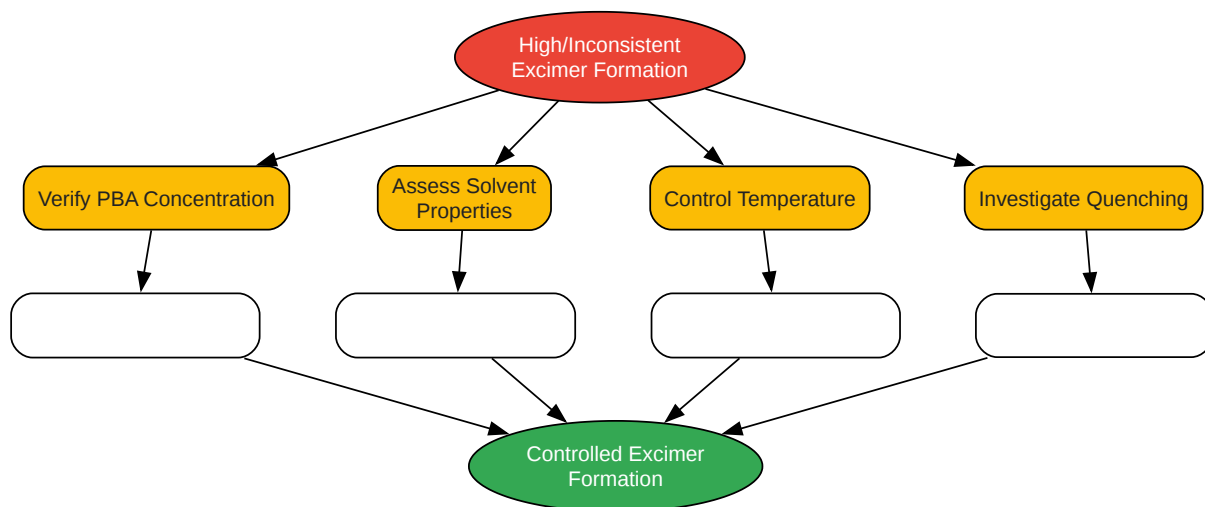 High/Inconsistent
Excimer Formation
Verify PBA Concentration
Assess Solvent
Properties
Control Temperature
Investigate Quenching
Controlled Excimer
Formation